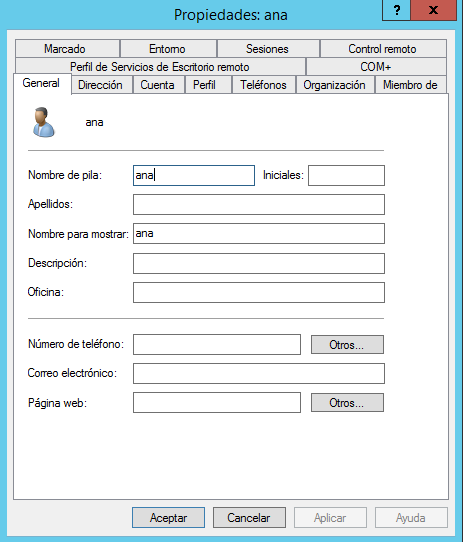 Propiedades: ana
? x
Marcado Entorno Sesiones Control remoto
Perfil de Servicios de Escritorio remoto COM+
General Dirección Cuenta Perfil Teléfonos Organización Miembro de
ana
Nombre de pila: ana Iniciales:
Apellidos:
Nombre para mostrar: ana
Descripción:
Oficina:
Número de teléfono: Otros...
Correo electrónico:
Página web: Otros...
Aceptar Cancelar Aplicar Ayuda